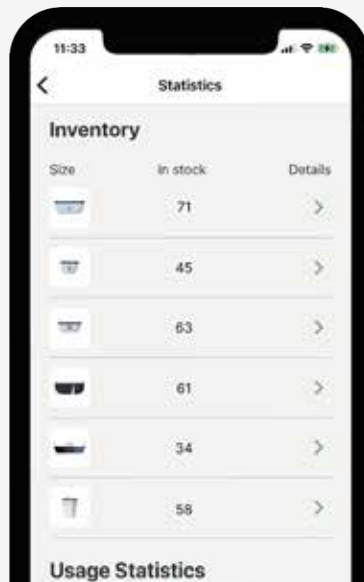 11:33
Statistics
Inventory
Size In stock Details
71
45
63
61
34
58
Usage Statistics